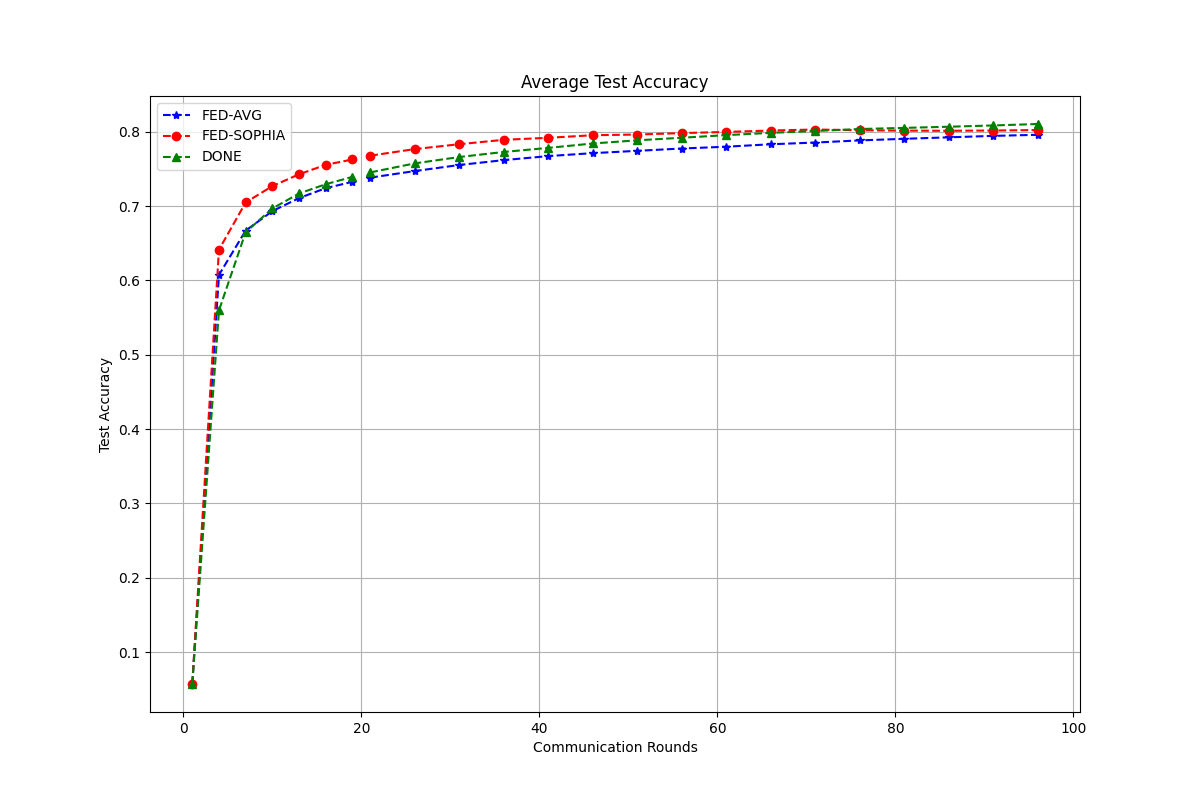 Average Test Accuracy
FED-AVG
FED-SOPHIA
DONE
0.8
0.7
0.6
0.5
0.4
0.3
0.2
0.1
Test Accuracy
0 20 40 60 80 100
Communication Rounds